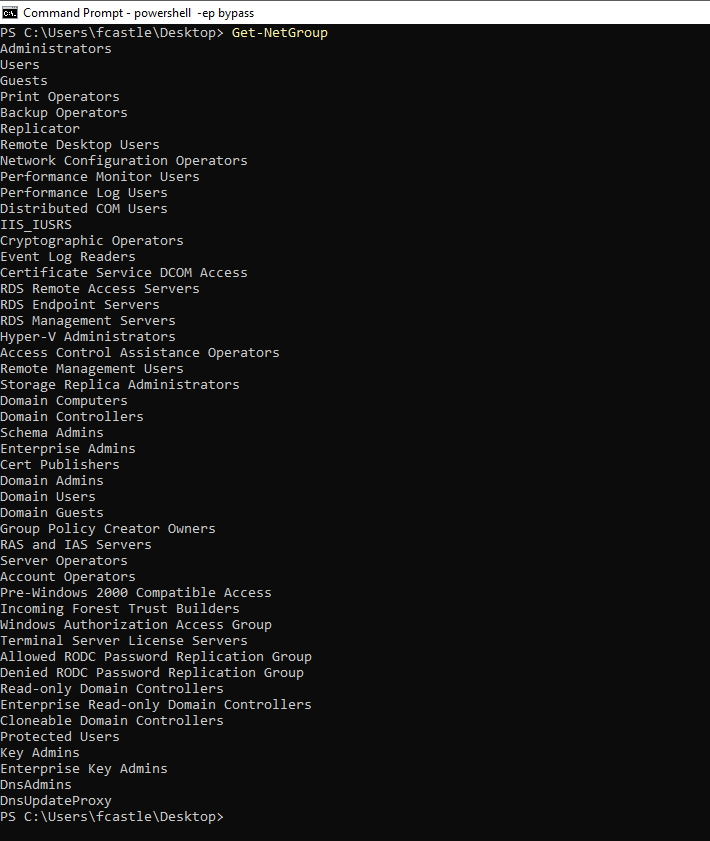 Command Prompt - powershell  -ep bypass
PS C:\Users\fcastle\Desktop> Get-NetGroup
Administrators
Users
Guests
Print Operators
Backup Operators
Replicator
Remote Desktop Users
Network Configuration Operators
Performance Monitor Users
Performance Log Users
Distributed COM Users
IIS_IUSRS
Cryptographic Operators
Event Log Readers
Certificate Service DCOM Access
RDS Remote Access Servers
RDS Endpoint Servers
RDS Management Servers
Hyper-V Administrators
Access Control Assistance Operators
Remote Management Users
Storage Replica Administrators
Domain Computers
Domain Controllers
Schema Admins
Enterprise Admins
Cert Publishers
Domain Admins
Domain Users
Domain Guests
Group Policy Creator Owners
RAS and IAS Servers
Server Operators
Account Operators
Pre-Windows 2000 Compatible Access
Incoming Forest Trust Builders
Windows Authorization Access Group
Terminal Server License Servers
Allowed RODC Password Replication Group
Denied RODC Password Replication Group
Read-only Domain Controllers
Enterprise Read-only Domain Controllers
Cloneable Domain Controllers
Protected Users
Key Admins
Enterprise Key Admins
DnsAdmins
DnsUpdateProxy
PS C:\Users\fcastle\Desktop>